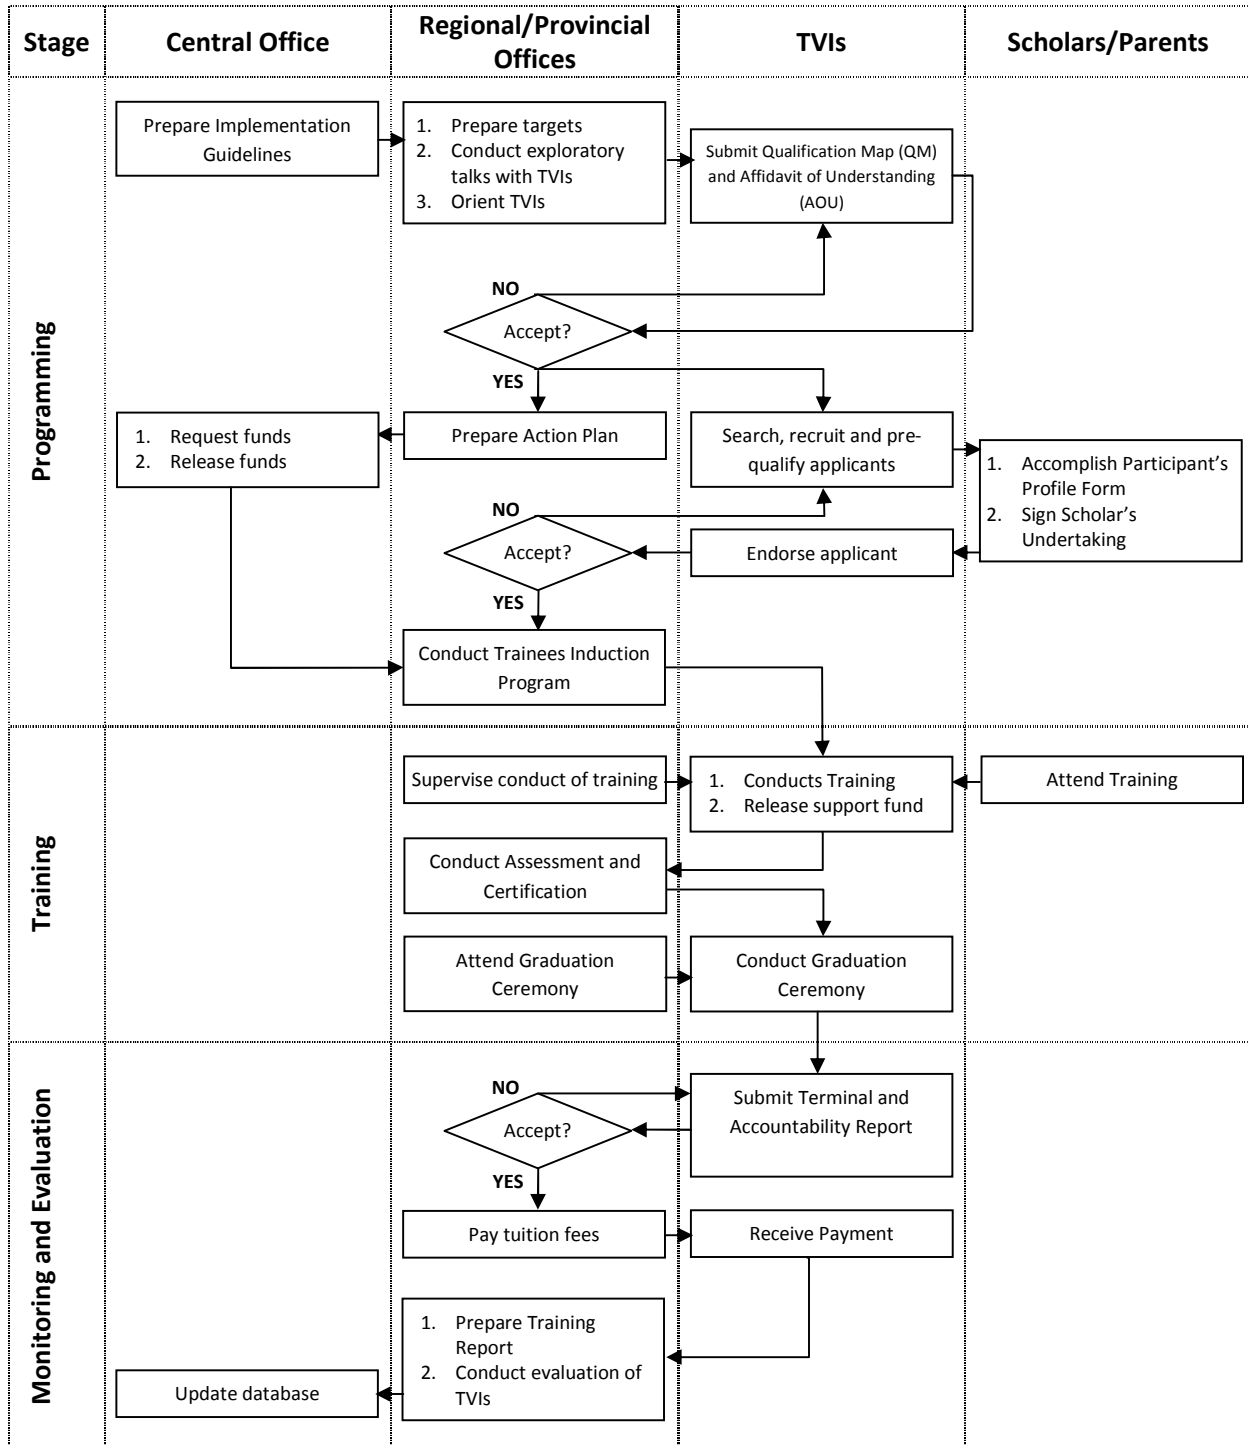 Stage
Central Office
Regional/Provincial
Offices
TVIs
Scholars/Parents
Programming
Prepare Implementation
Guidelines
1. Prepare targets
2. Conduct exploratory
talks with TVIs
3. Orient TVIs
Submit Qualification Map (QM)
and Affidavit of Understanding
(AOU)
NO
Accept?
YES
1. Request funds
2. Release funds
Prepare Action Plan
Search, recruit and pre-
qualify applicants
1. Accomplish Participant’s
Profile Form
2. Sign Scholar’s
Undertaking
NO
Accept?
YES
Endorse applicant
Conduct Trainees Induction
Program
Training
Supervise conduct of training
1. Conducts Training
2. Release support fund
Attend Training
Conduct Assessment and
Certification
Attend Graduation
Ceremony
Conduct Graduation
Ceremony
Monitoring and Evaluation
NO
Accept?
YES
Submit Terminal and
Accountability Report
Pay tuition fees
Receive Payment
1. Prepare Training
Report
2. Conduct evaluation of
TVIs
Update database